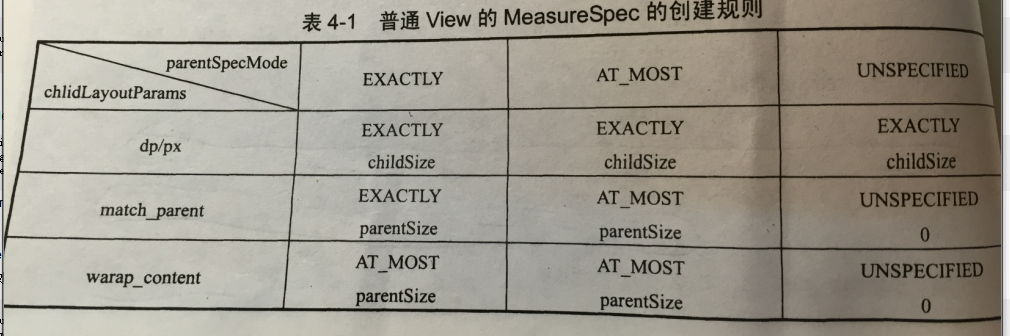 表 4-1 普通 View 的 MeasureSpec 的创建规则
parentSpecMode
chlidLayoutParams
EXACTLY
AT_MOST
UNSPECIFIED
dp/px
EXACTLY
childSize
EXACTLY
childSize
EXACTLY
childSize
match_parent
EXACTLY
parentSize
AT_MOST
parentSize
UNSPECIFIED
0
warap_content
AT_MOST
parentSize
AT_MOST
parentSize
UNSPECIFIED
0